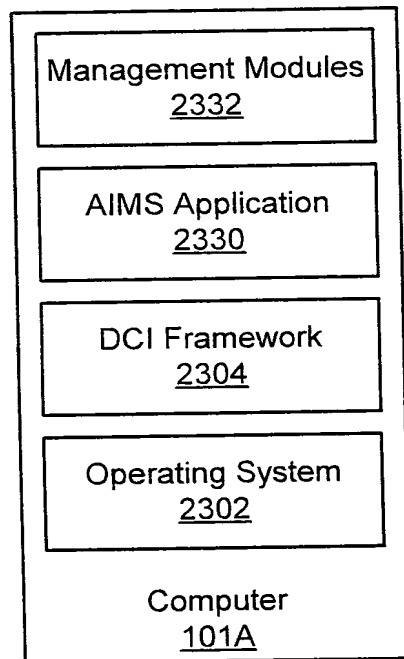 Management Modules
2332
AIMS Application
2330
DCI Framework
2304
Operating System
2302
Computer
101A